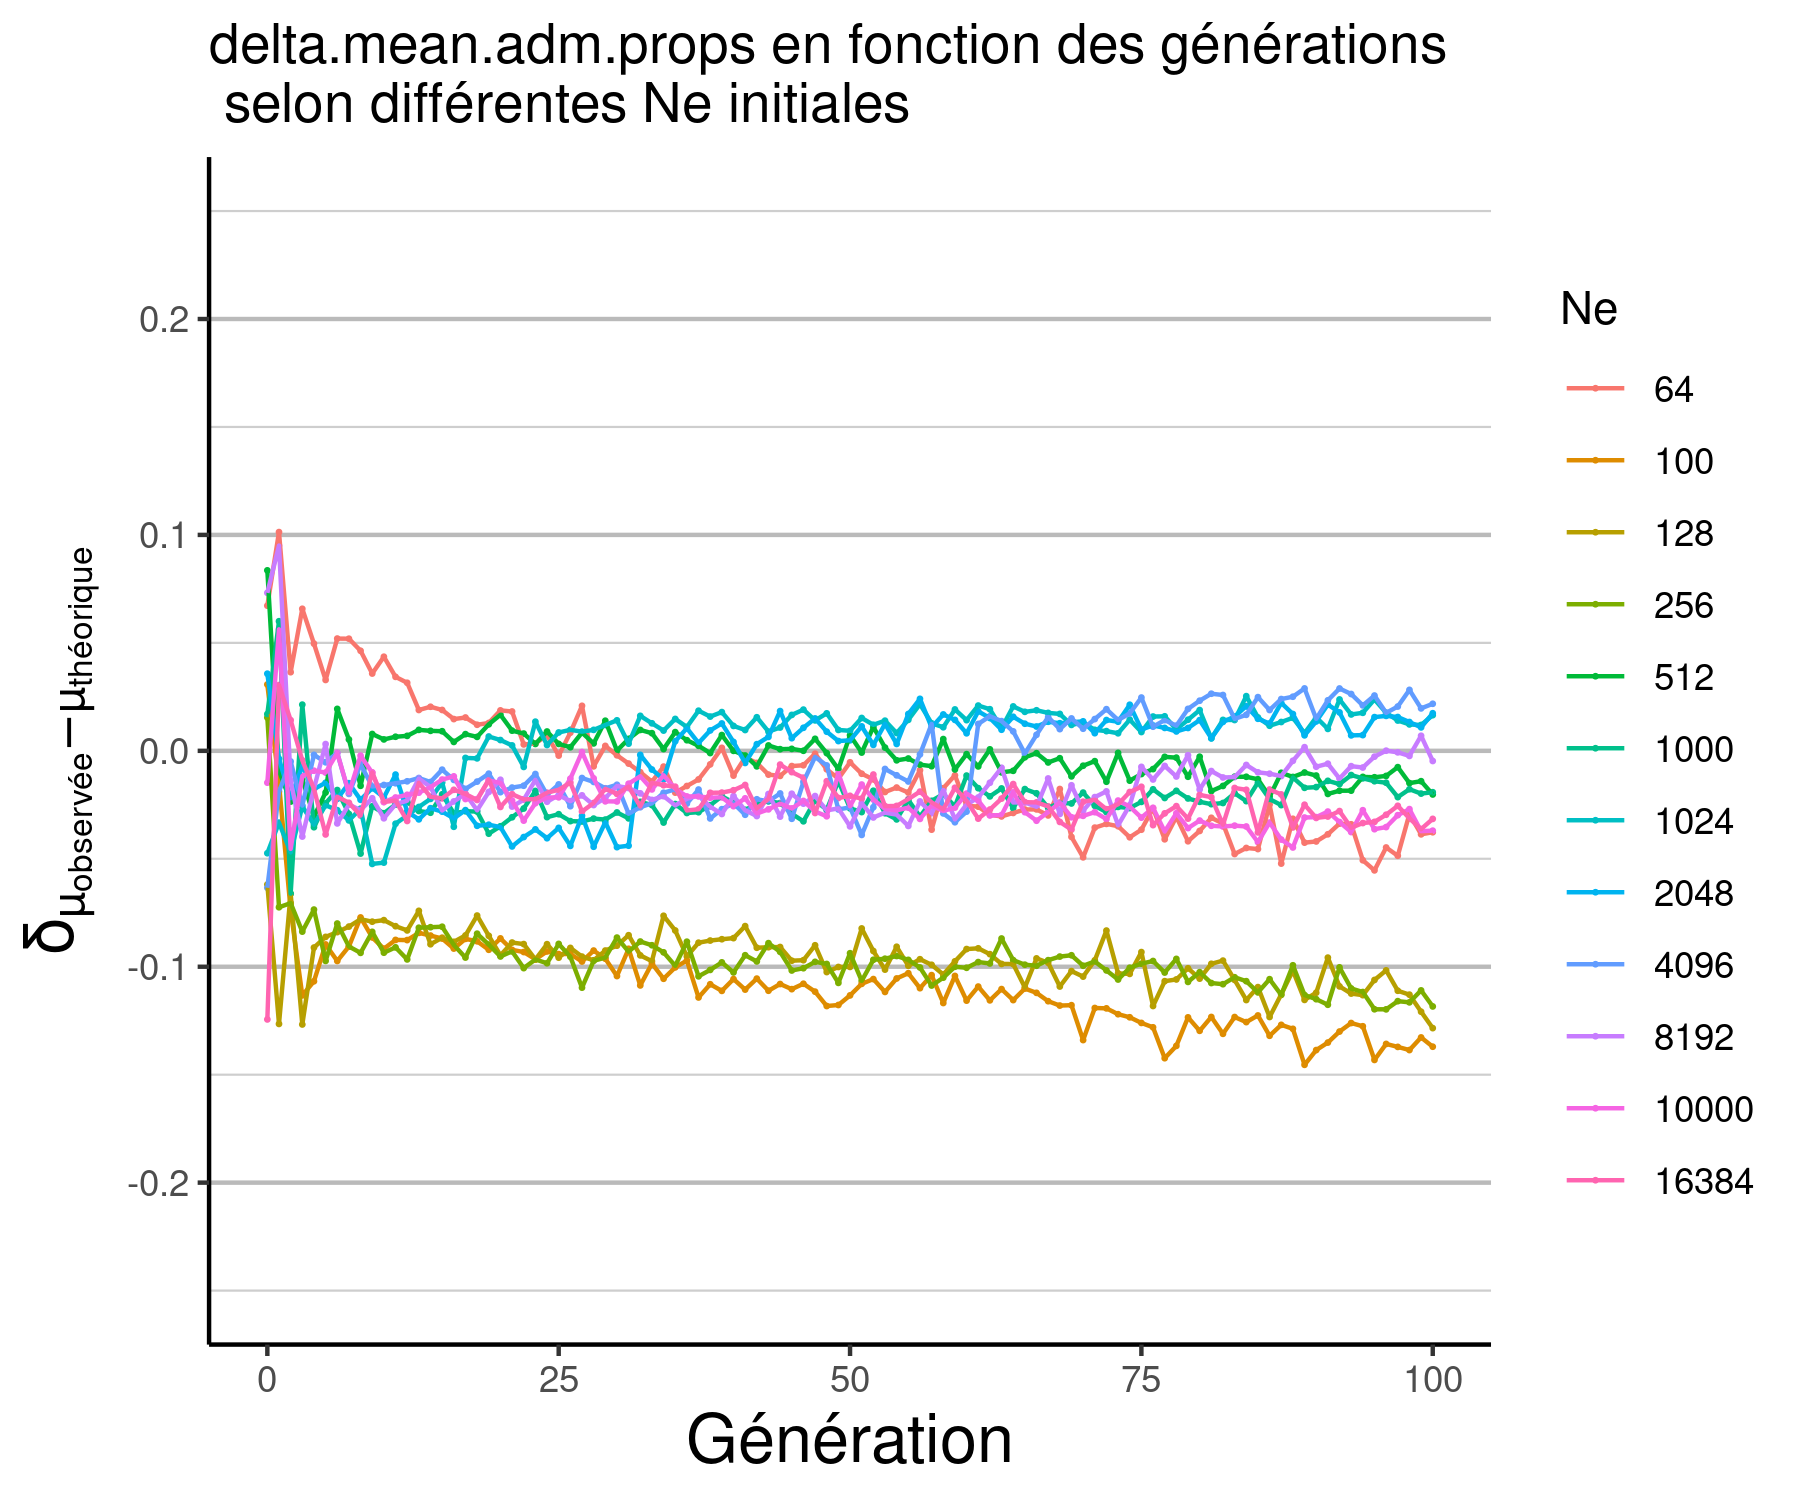 delta.mean.adm.props en fonction des générations
selon différentes Ne initiales
δμobservée−μthéorique
0.2
0.1
0.0
-0.1
-0.2
0 25 50 75 100
Génération
Ne
64
100
128
256
512
1000
1024
2048
4096
8192
10000
16384